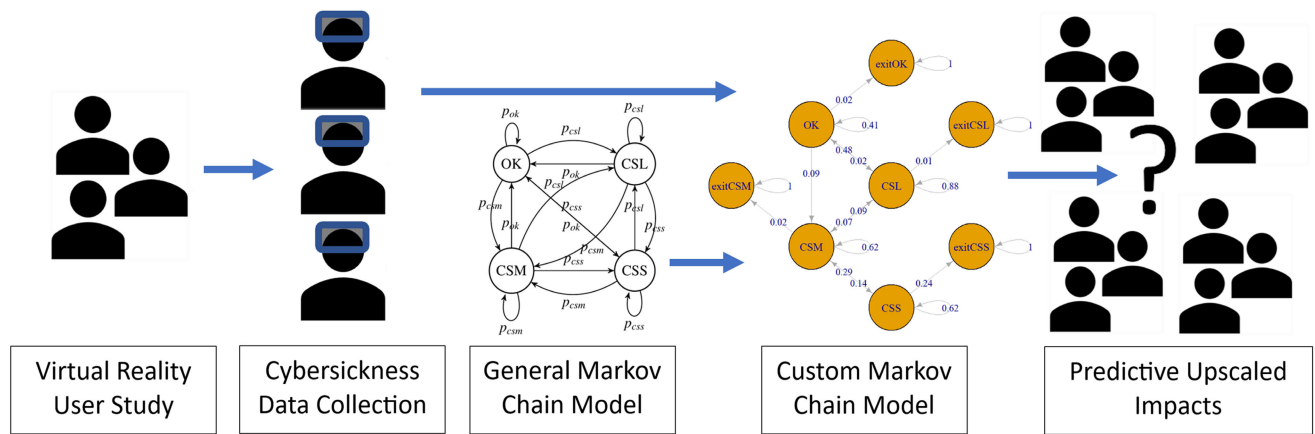 p_ok
p_csl
p_csl
OK
CSL
p_ok
p_csl
p_csm
p_css
p_csl
p_ok
p_ok
p_css
p_csm
p_css
CSM
CSS
p_csm
p_csm
p_css
exitOK
1
0.02
OK
0.41
exitCSL
1
0.48
0.02
0.01
exitCSM
1
0.09
CSL
0.88
0.09
0.02
0.07
CSM
0.62
exitCSS
1
0.29
0.14
0.24
CSS
0.62
?
Virtual Reality
User Study
Cybersickness
Data Collection
General Markov
Chain Model
Custom Markov
Chain Model
Predictive Upscaled
Impacts